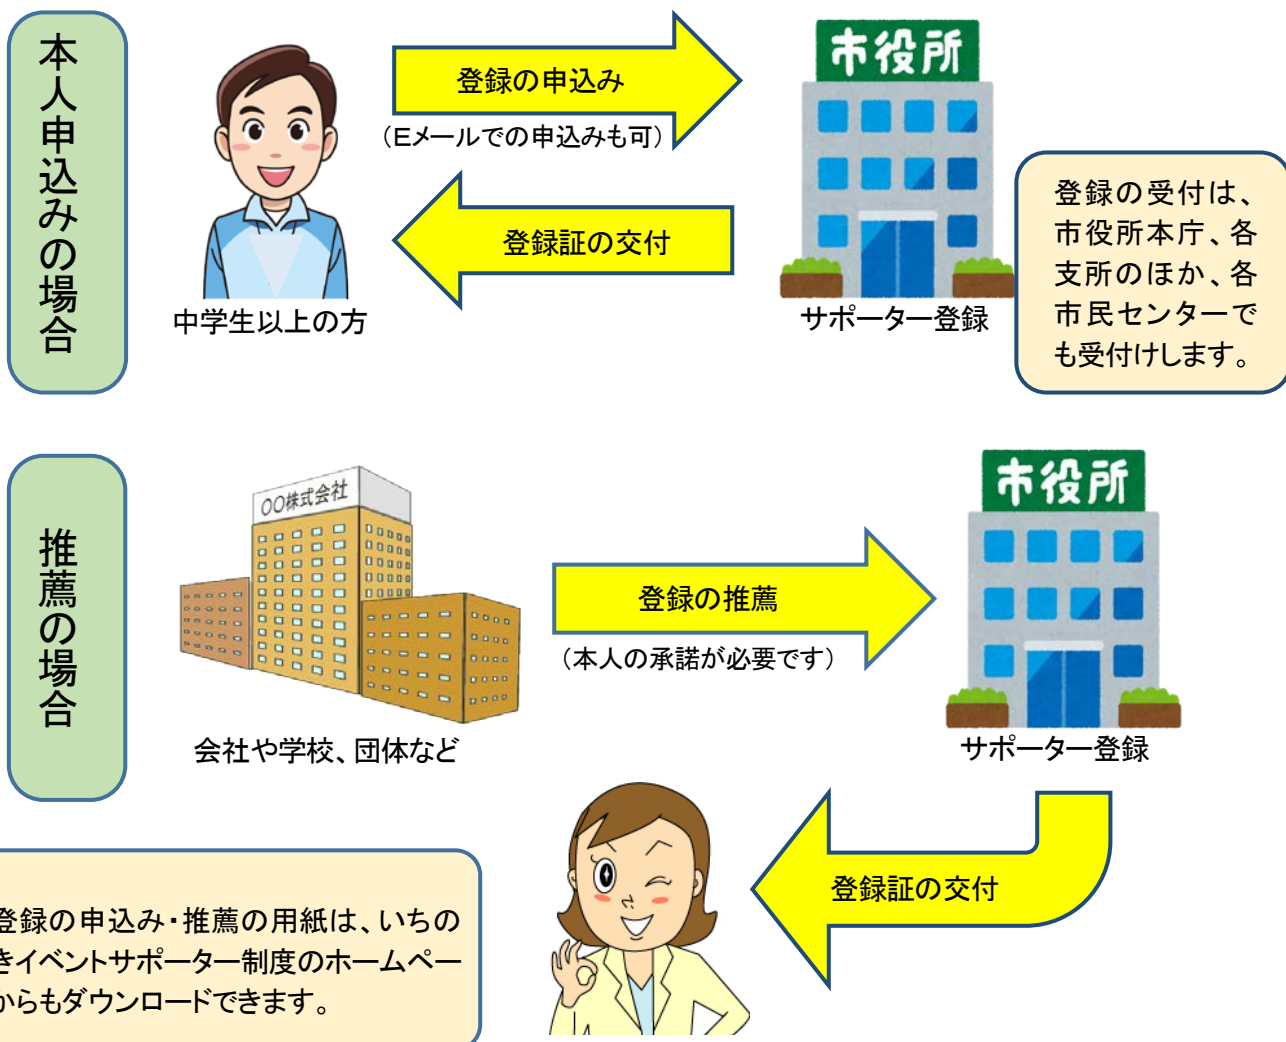 本人申込みの場合
登録の申込み
（Eメールでの申込みも可）
登録証の交付
中学生以上の方
市役所
サポーター登録
登録の受付は、
市役所本庁、各
支所のほか、各
市民センターで
も受付けします。
推薦の場合
〇〇株式会社
会社や学校、団体など
登録の推薦
（本人の承諾が必要です）
市役所
サポーター登録
登録証の交付
登録の申込み・推薦の用紙は、いちの
きイベントサポーター制度のホームペー
からもダウンロードできます。